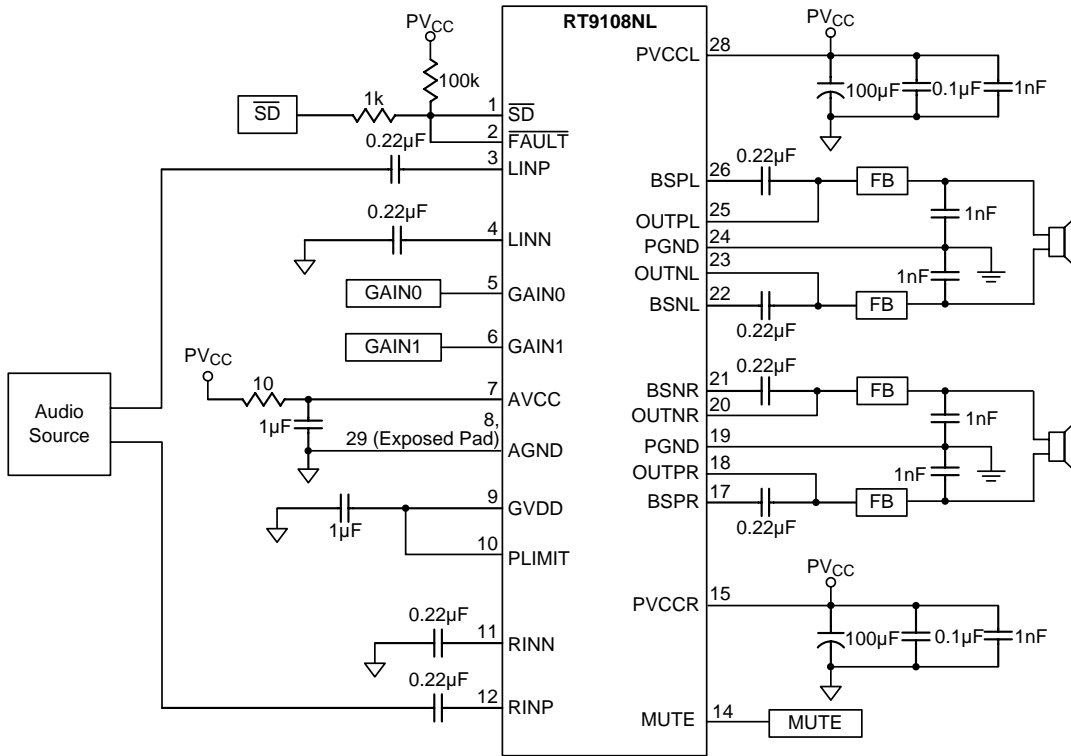 RT9108NL
PVCC
100k
1k
SD
1
SD
2
FAULT
0.22µF
3
LINP
0.22µF
4
LINN
GAIN0
5
GAIN0
GAIN1
6
GAIN1
PVCC
10
7
AVCC
1µF
8,
29 (Exposed Pad)
AGND
9
GVDD
1µF
10
PLIMIT
0.22µF
11
RINN
0.22µF
12
RINP
Audio
Source
PVCC
PVCCL
28
100µF
0.1µF
1nF
0.22µF
BSPL
26
FB
OUTPL
25
1nF
PGND
24
OUTNL
23
1nF
BSNL
22
FB
0.22µF
0.22µF
BSNR
21
FB
OUTNR
20
1nF
PGND
19
OUTPR
18
1nF
BSPR
17
FB
0.22µF
PVCC
PVCCR
15
100µF
0.1µF
1nF
MUTE
14
MUTE